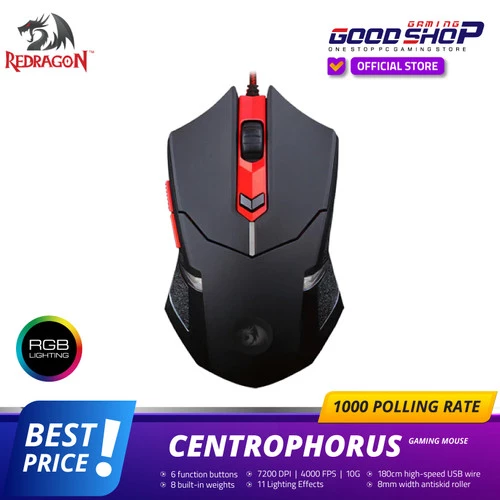 REDRAGON
GAMING
GOODSHOP
ONE STOP PC GAMING STORE
OFFICIAL STORE
RGB
LIGHTING
1000 POLLING RATE
BEST
PRICE!
CENTROPHORUS GAMING MOUSE
6 function buttons
8 built-in weights
7200 DPI | 4000 FPS | 10G
11 Lighting Effects
180cm high-speed USB wire
8mm width antiskid roller